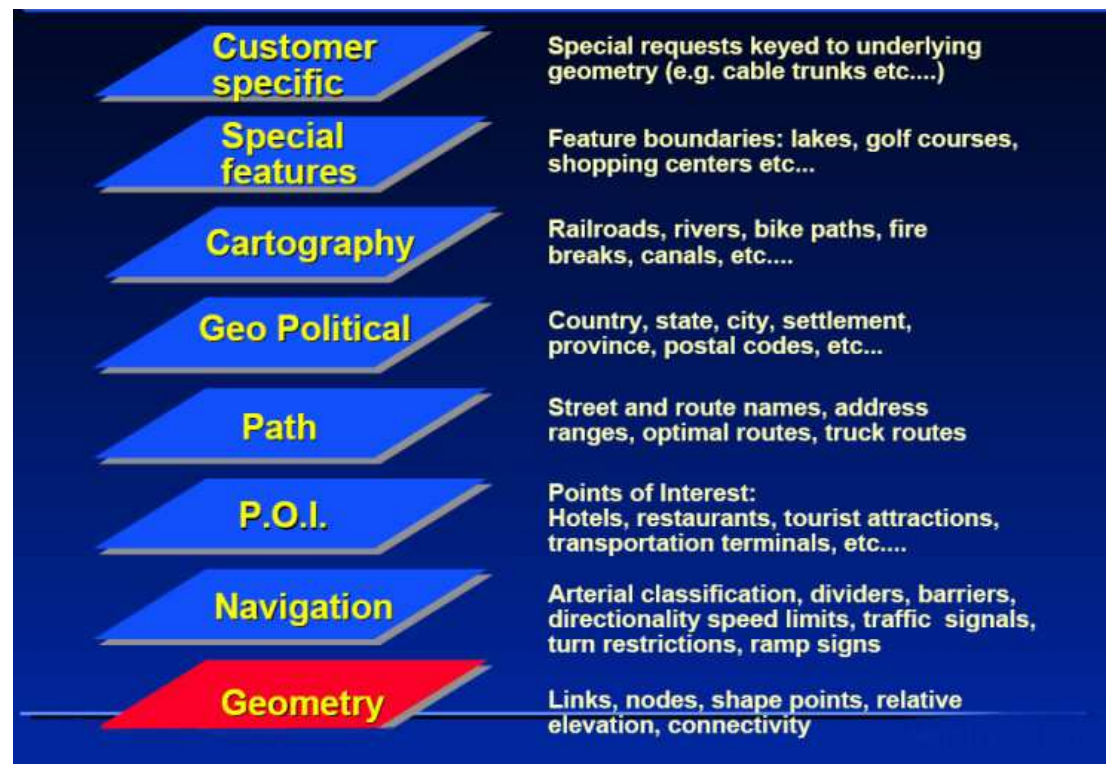 Customer
specific
Special requests keyed to underlying
geometry (e.g. cable trunks etc....)
Special
features
Feature boundaries: lakes, golf courses,
shopping centers etc...
Cartography
Railroads, rivers, bike paths, fire
breaks, canals, etc....
Geo Political
Country, state, city, settlement,
province, postal codes, etc...
Path
Street and route names, address
ranges, optimal routes, truck routes
P.O.I.
Points of Interest:
Hotels, restaurants, tourist attractions,
transportation terminals, etc....
Navigation
Arterial classification, dividers, barriers,
directionality speed limits, traffic signals,
turn restrictions, ramp signs
Geometry
Links, nodes, shape points, relative
elevation, connectivity